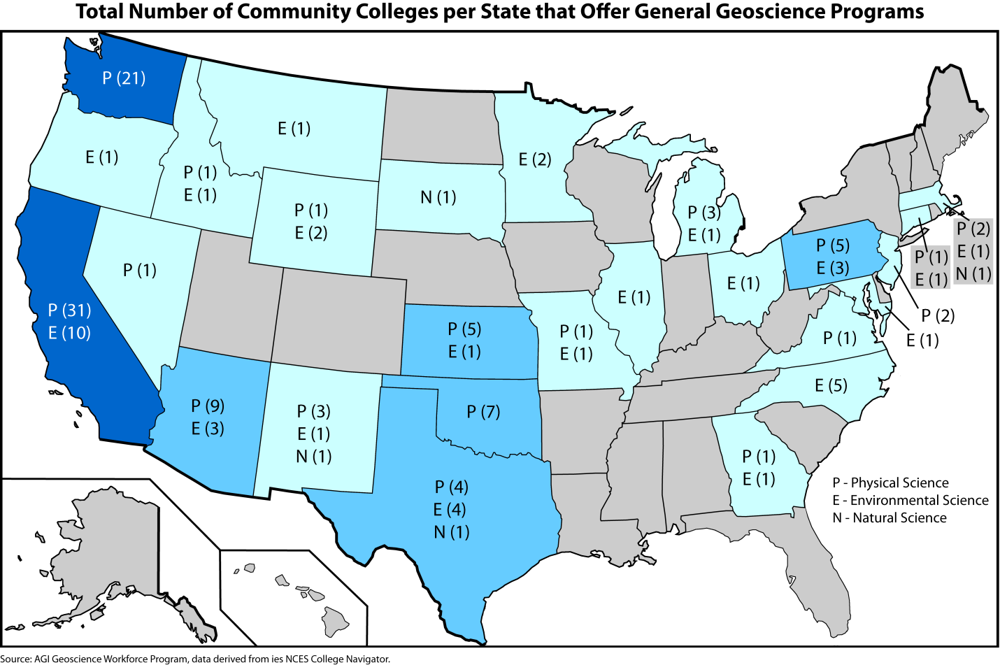 Total Number of Community Colleges per State that Offer General Geoscience Programs
P (21)
E (1)
E (1)
P (1)
E (1)
P (1)
E (2)
N (1)
E (2)
P (3)
E (1)
P (2)
E (1)
N (1)
P (1)
E (1)
P (5)
E (3)
P (1)
E (1)
E (1)
P (2)
E (1)
P (31)
E (10)
P (5)
E (1)
P (1)
E (1)
P (1)
E (5)
P (9)
E (3)
P (3)
E (1)
N (1)
P (7)
P (1)
E (1)
P (4)
E (4)
N (1)
P - Physical Science
E - Environmental Science
N - Natural Science
Source: AGI Geoscience Workforce Program, data derived from ies NCES College Navigator.